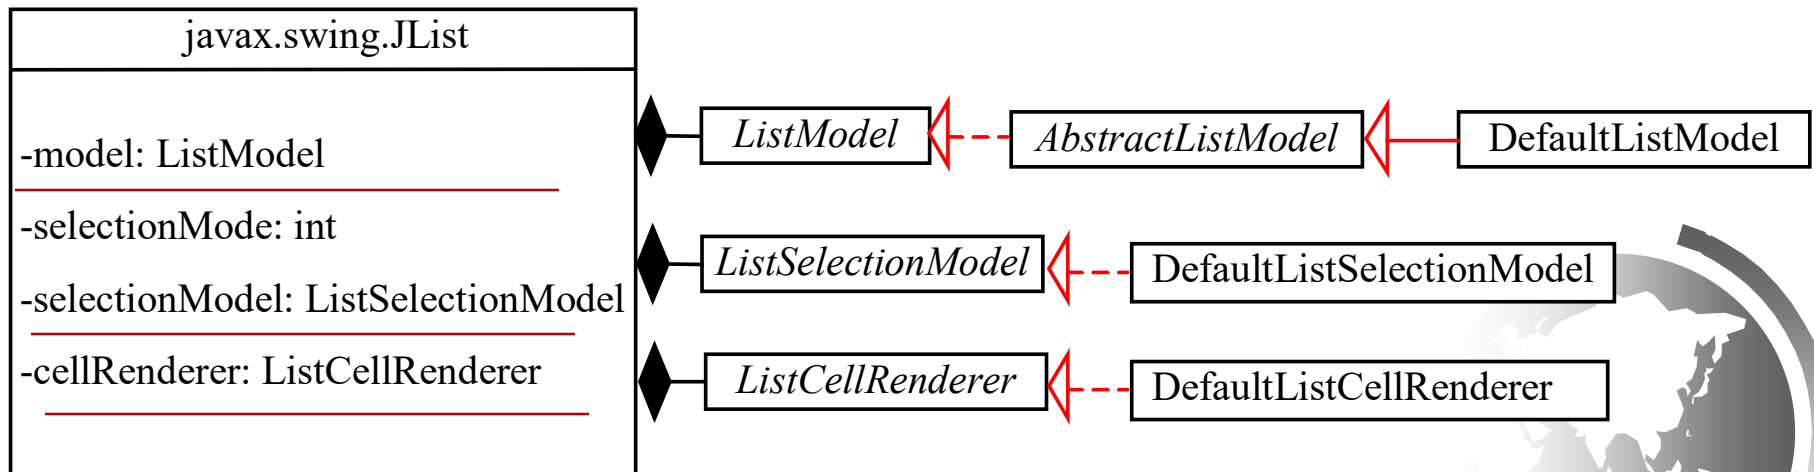 javax.swing.JList
-model: ListModel
-selectionMode: int
-selectionModel: ListSelectionModel
-cellRenderer: ListCellRenderer
ListModel
AbstractListModel
DefaultListModel
ListSelectionModel
DefaultListSelectionModel
ListCellRenderer
DefaultListCellRenderer